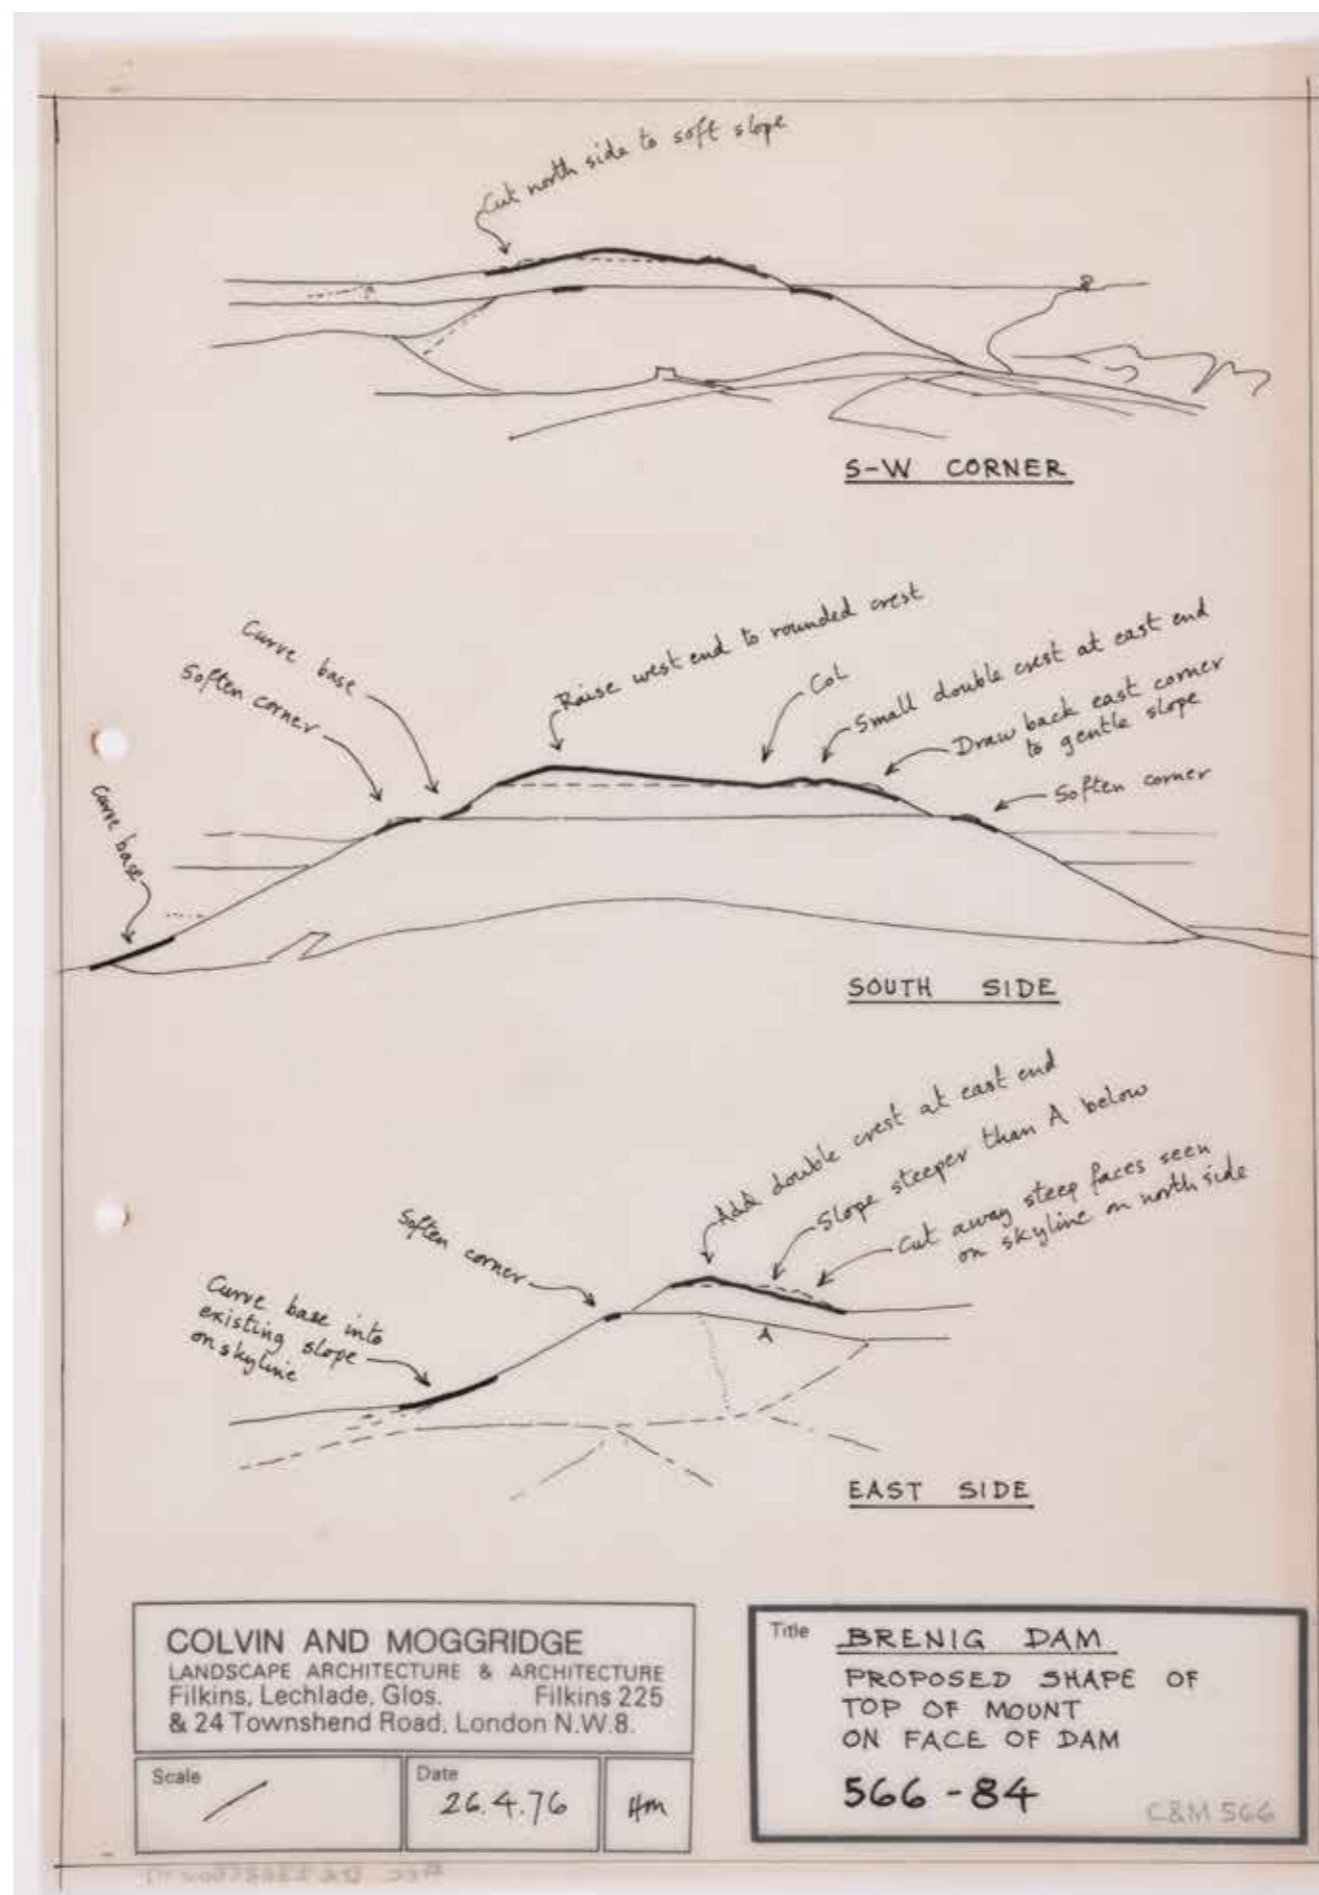 Cut north side to soft slope
S-W CORNER
Curve base
Soften corner
Raise west end to rounded crest
Col
Small double crest at east end
Draw back east corner
to gentle slope
Soften corner
Curve base
SOUTH SIDE
Add double crest at east end
Slope steeper than A below
Cut away steep faces seen
on skyline on north side
Soften corner
Curve base into
existing slope
on skyline
A
EAST SIDE
COLVIN AND MOGGRIDGE
LANDSCAPE ARCHITECTURE & ARCHITECTURE
Filkins, Lechlade, Glos. Filkins 225
& 24 Townshend Road, London N.W.8.
Scale /
Date
26.4.76
Hm
Title BRENIG DAM
PROPOSED SHAPE OF
TOP OF MOUNT
ON FACE OF DAM
566-84
C&M 566